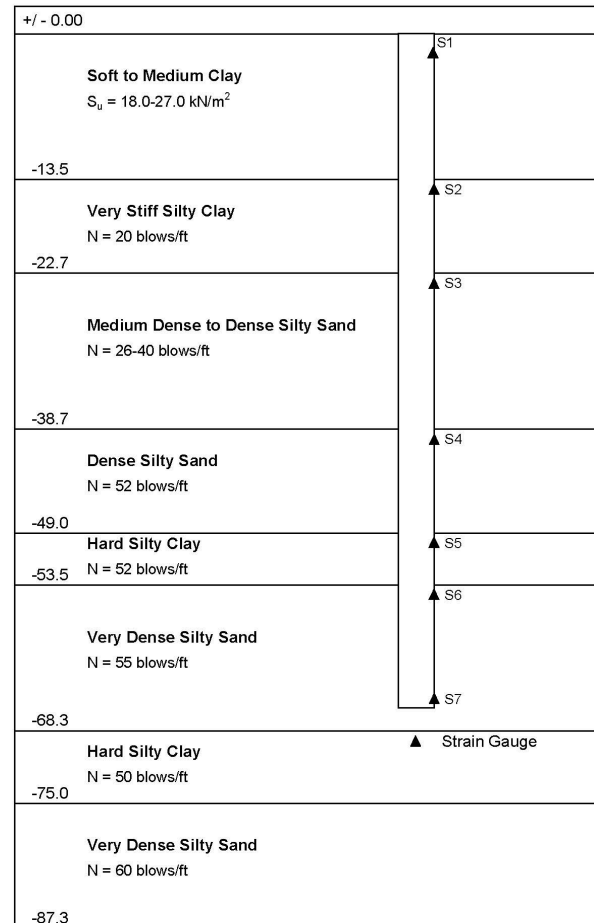 +/ - 0.00
S1
Soft to Medium Clay
Su = 18.0-27.0 kN/m²
-13.5
S2
Very Stiff Silty Clay
N = 20 blows/ft
-22.7
S3
Medium Dense to Dense Silty Sand
N = 26-40 blows/ft
-38.7
S4
Dense Silty Sand
N = 52 blows/ft
-49.0
Hard Silty Clay
S5
N = 52 blows/ft
-53.5
S6
Very Dense Silty Sand
N = 55 blows/ft
S7
-68.3
▲ Strain Gauge
Hard Silty Clay
N = 50 blows/ft
-75.0
Very Dense Silty Sand
N = 60 blows/ft
-87.3